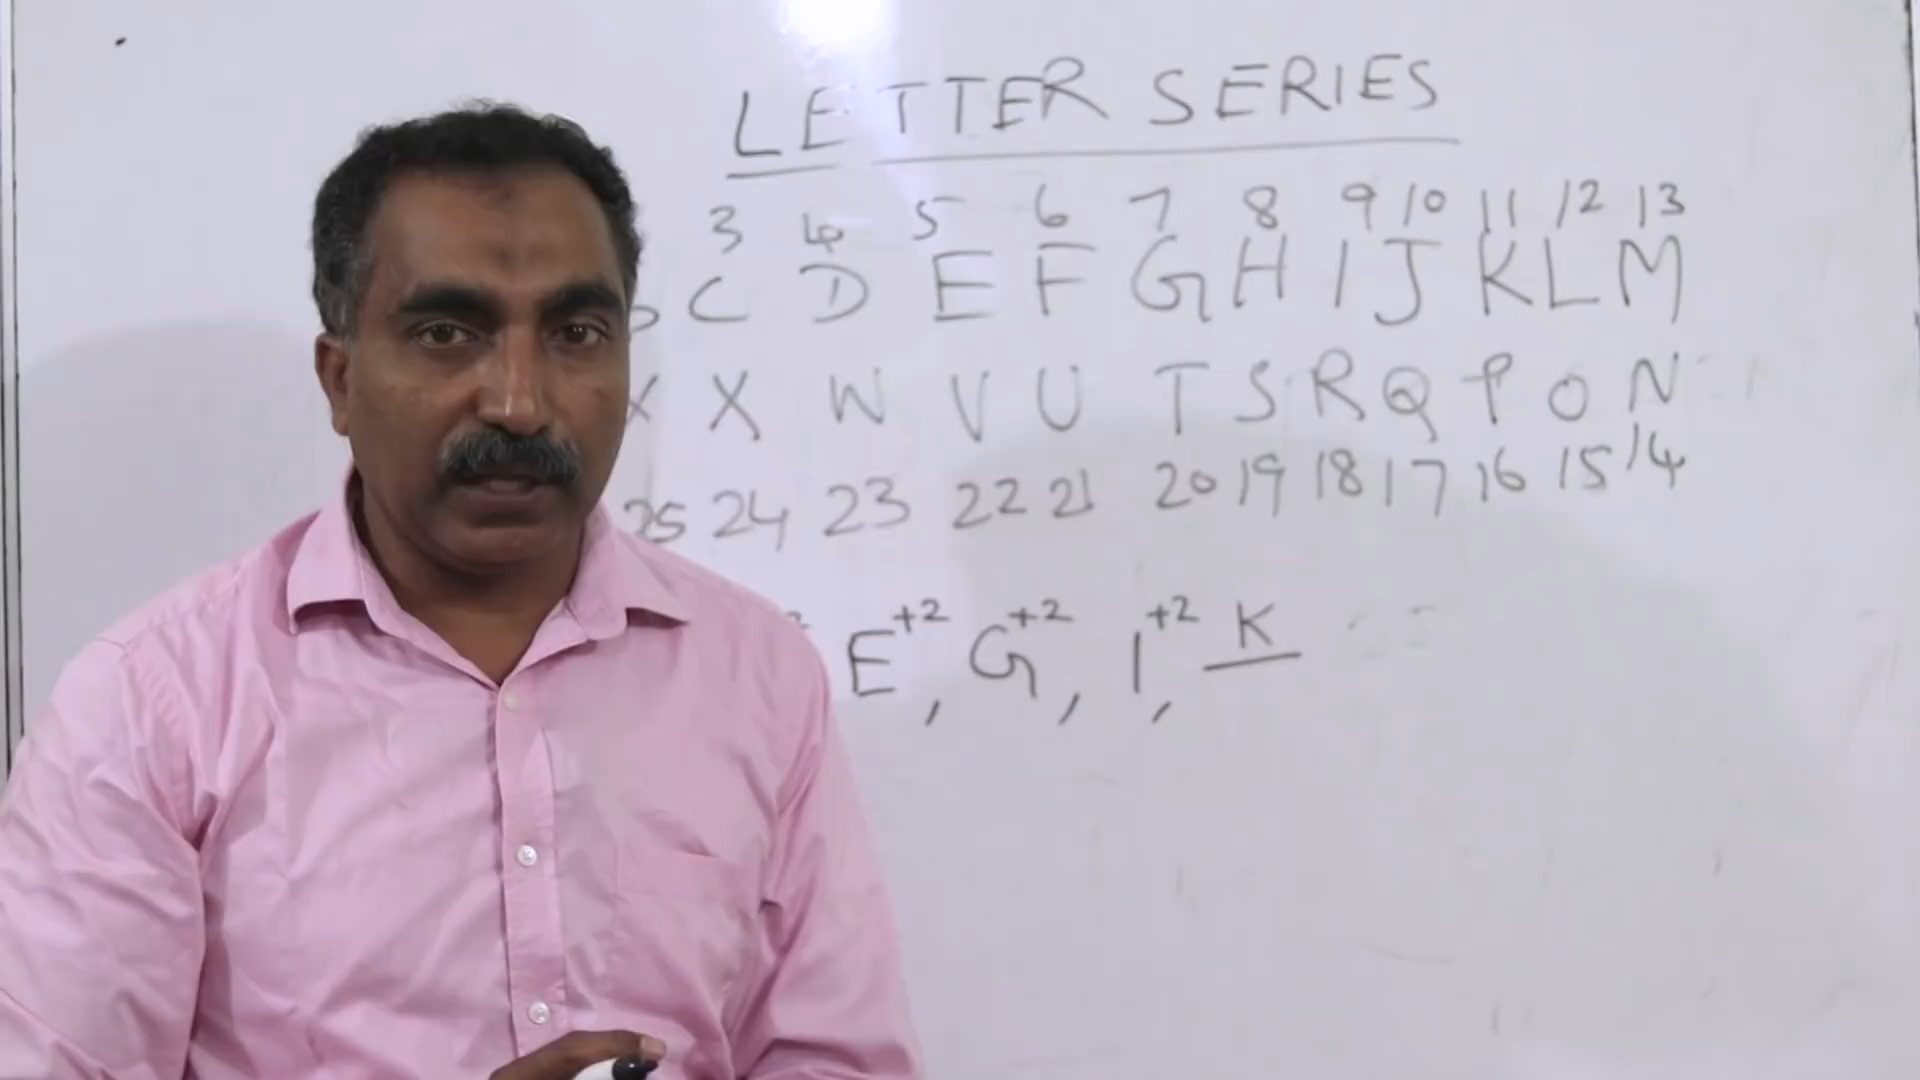 LETTER SERIES
3 4 5 6 7 8 9 10 11 12 13
C D E F G H I J K L M
X W V U T S R Q P O N
25 24 23 22 21 20 19 18 17 16 15 14
E+2, G+2, I+2, K